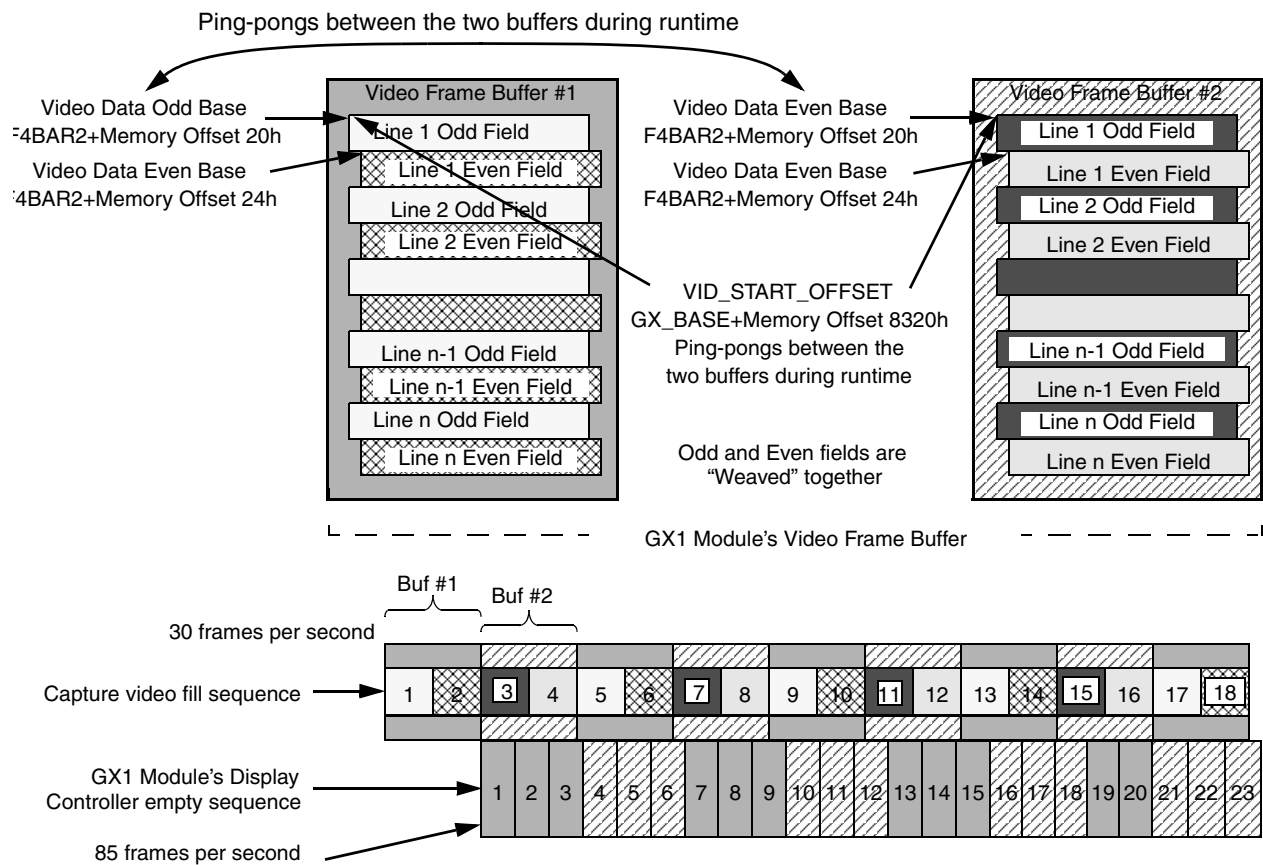 Ping-pongs between the two buffers during runtime
Video Data Odd Base
F4BAR2+Memory Offset 20h
Video Data Even Base
F4BAR2+Memory Offset 24h
Video Frame Buffer #1
Line 1 Odd Field
Line 1 Even Field
Line 2 Odd Field
Line 2 Even Field
Line n-1 Odd Field
Line n-1 Even Field
Line n Odd Field
Line n Even Field
Video Data Even Base
F4BAR2+Memory Offset 20h
Video Data Even Base
F4BAR2+Memory Offset 24h
VID_START_OFFSET
GX_BASE+Memory Offset 8320h
Ping-pongs between the
two buffers during runtime
Odd and Even fields are
“Weaved” together
Video Frame Buffer #2
Line 1 Odd Field
Line 1 Even Field
Line 2 Odd Field
Line 2 Even Field
Line n-1 Odd Field
Line n-1 Even Field
Line n Odd Field
Line n Even Field
GX1 Module’s Video Frame Buffer
Buf #1
Buf #2
30 frames per second
Capture video fill sequence
1 2 3 4 5 6 7 8 9 10 11 12 13 14 15 16 17 18
GX1 Module’s Display
Controller empty sequence
1 2 3 4 5 6 7 8 9 10 11 12 13 14 15 16 17 18 19 20 21 22 23
85 frames per second